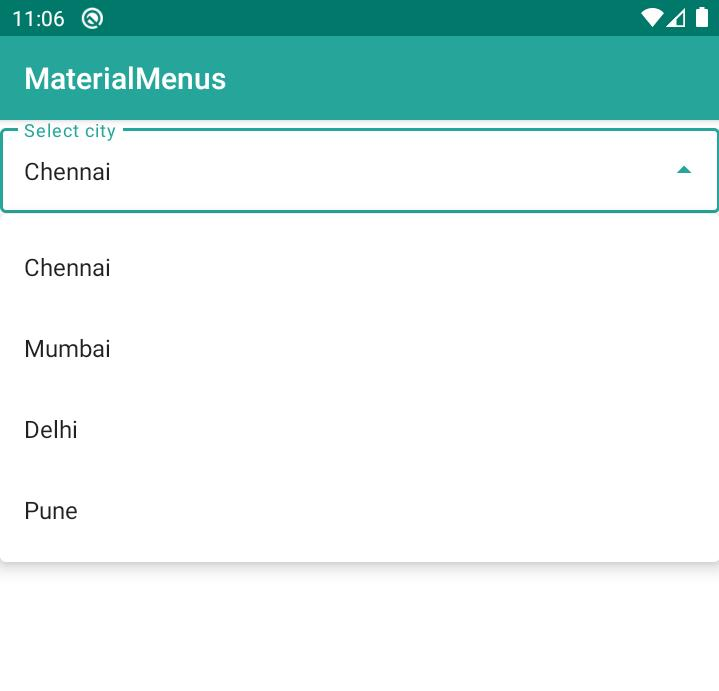 11:06
MaterialMenus
Select city
Chennai
Chennai
Mumbai
Delhi
Pune